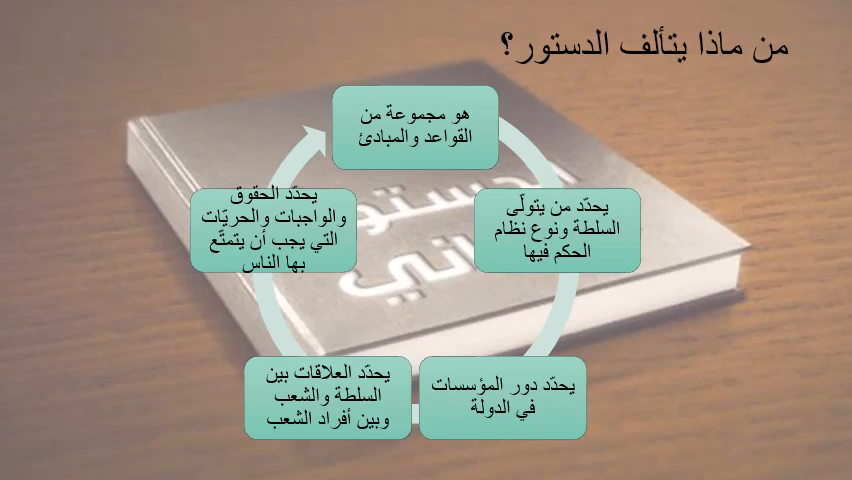 من ماذا يتألف الدستور؟
هو مجموعة من
القواعد والمبادئ
يحدّد من يتولّى
السلطة ونوع نظام
الحكم فيها
يحدّد دور المؤسسات
في الدولة
يحدّد العلاقات بين
السلطة والشعب
وبين أفراد الشعب
يحدّد الحقوق
والواجبات والحريّات
التي يجب أن يتمتّع
بها الناس